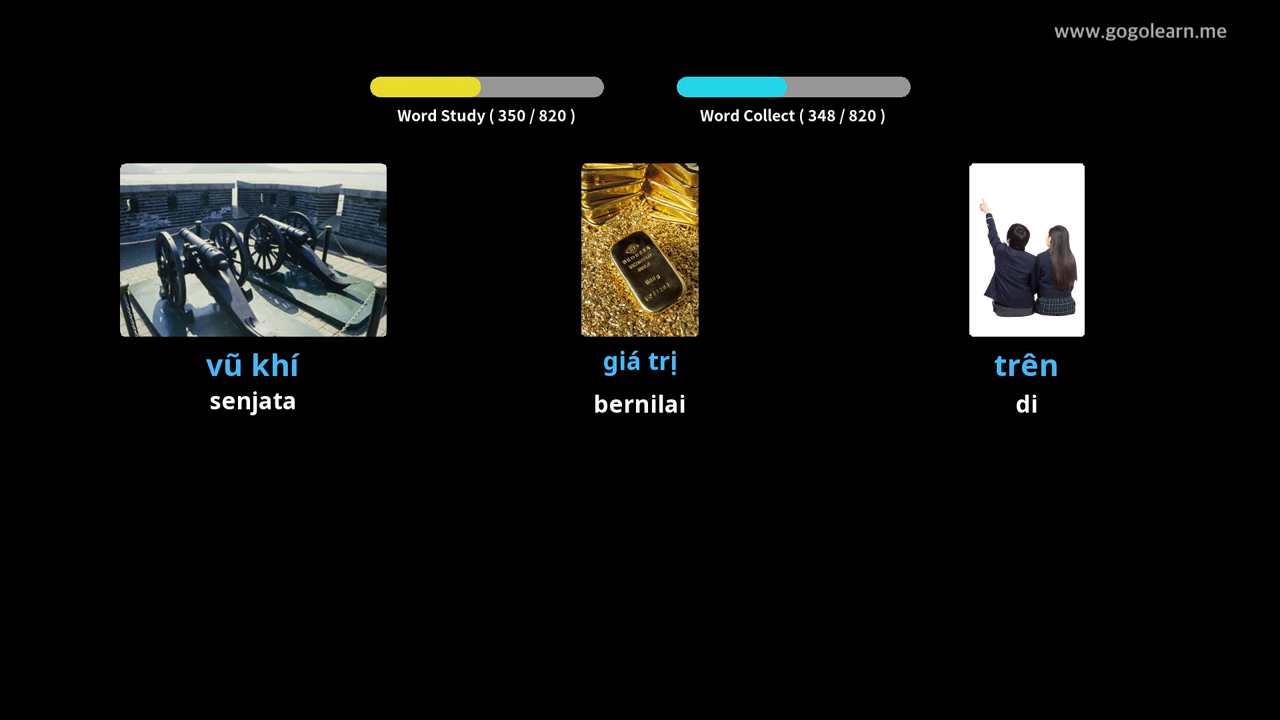 www.gogolearn.me
Word Study ( 350 / 820 )
Word Collect ( 348 / 820 )
vũ khí
senjata
giá trị
bernilai
trên
di